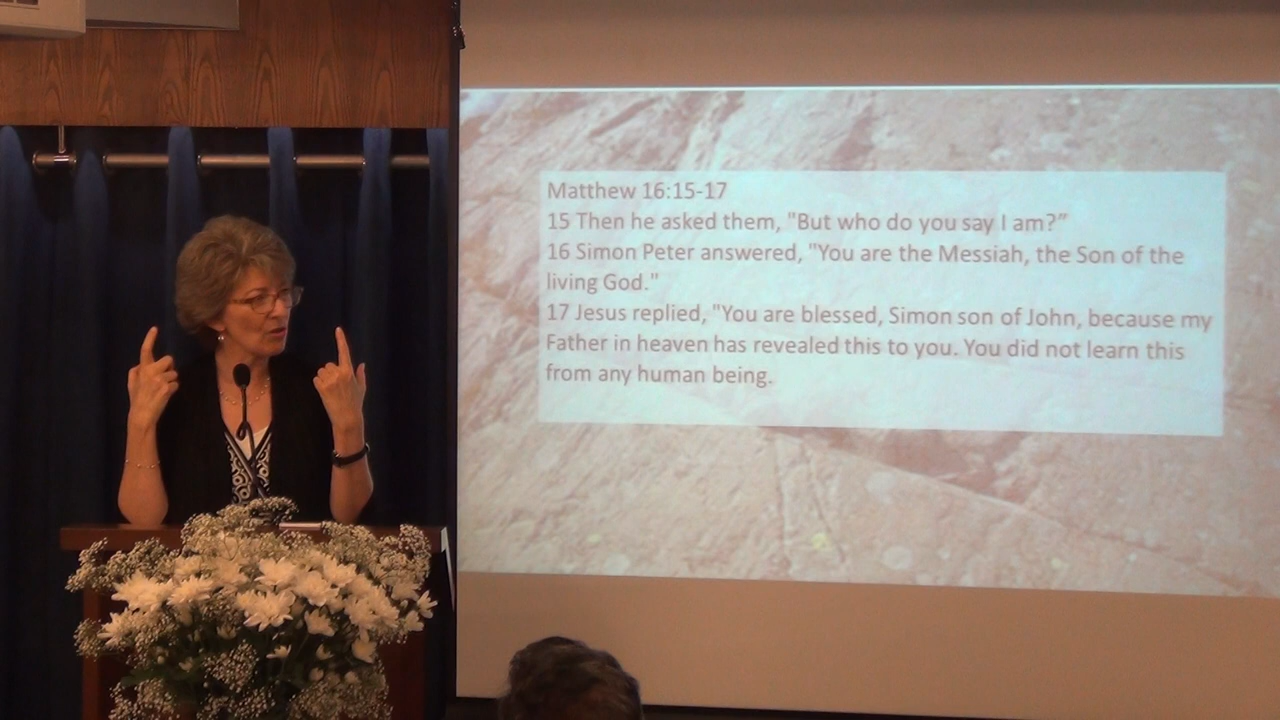 Matthew 16:15-17
15 Then he asked them, "But who do you say I am?”
16 Simon Peter answered, "You are the Messiah, the Son of the
living God."
17 Jesus replied, "You are blessed, Simon son of John, because my
Father in heaven has revealed this to you. You did not learn this
from any human being.